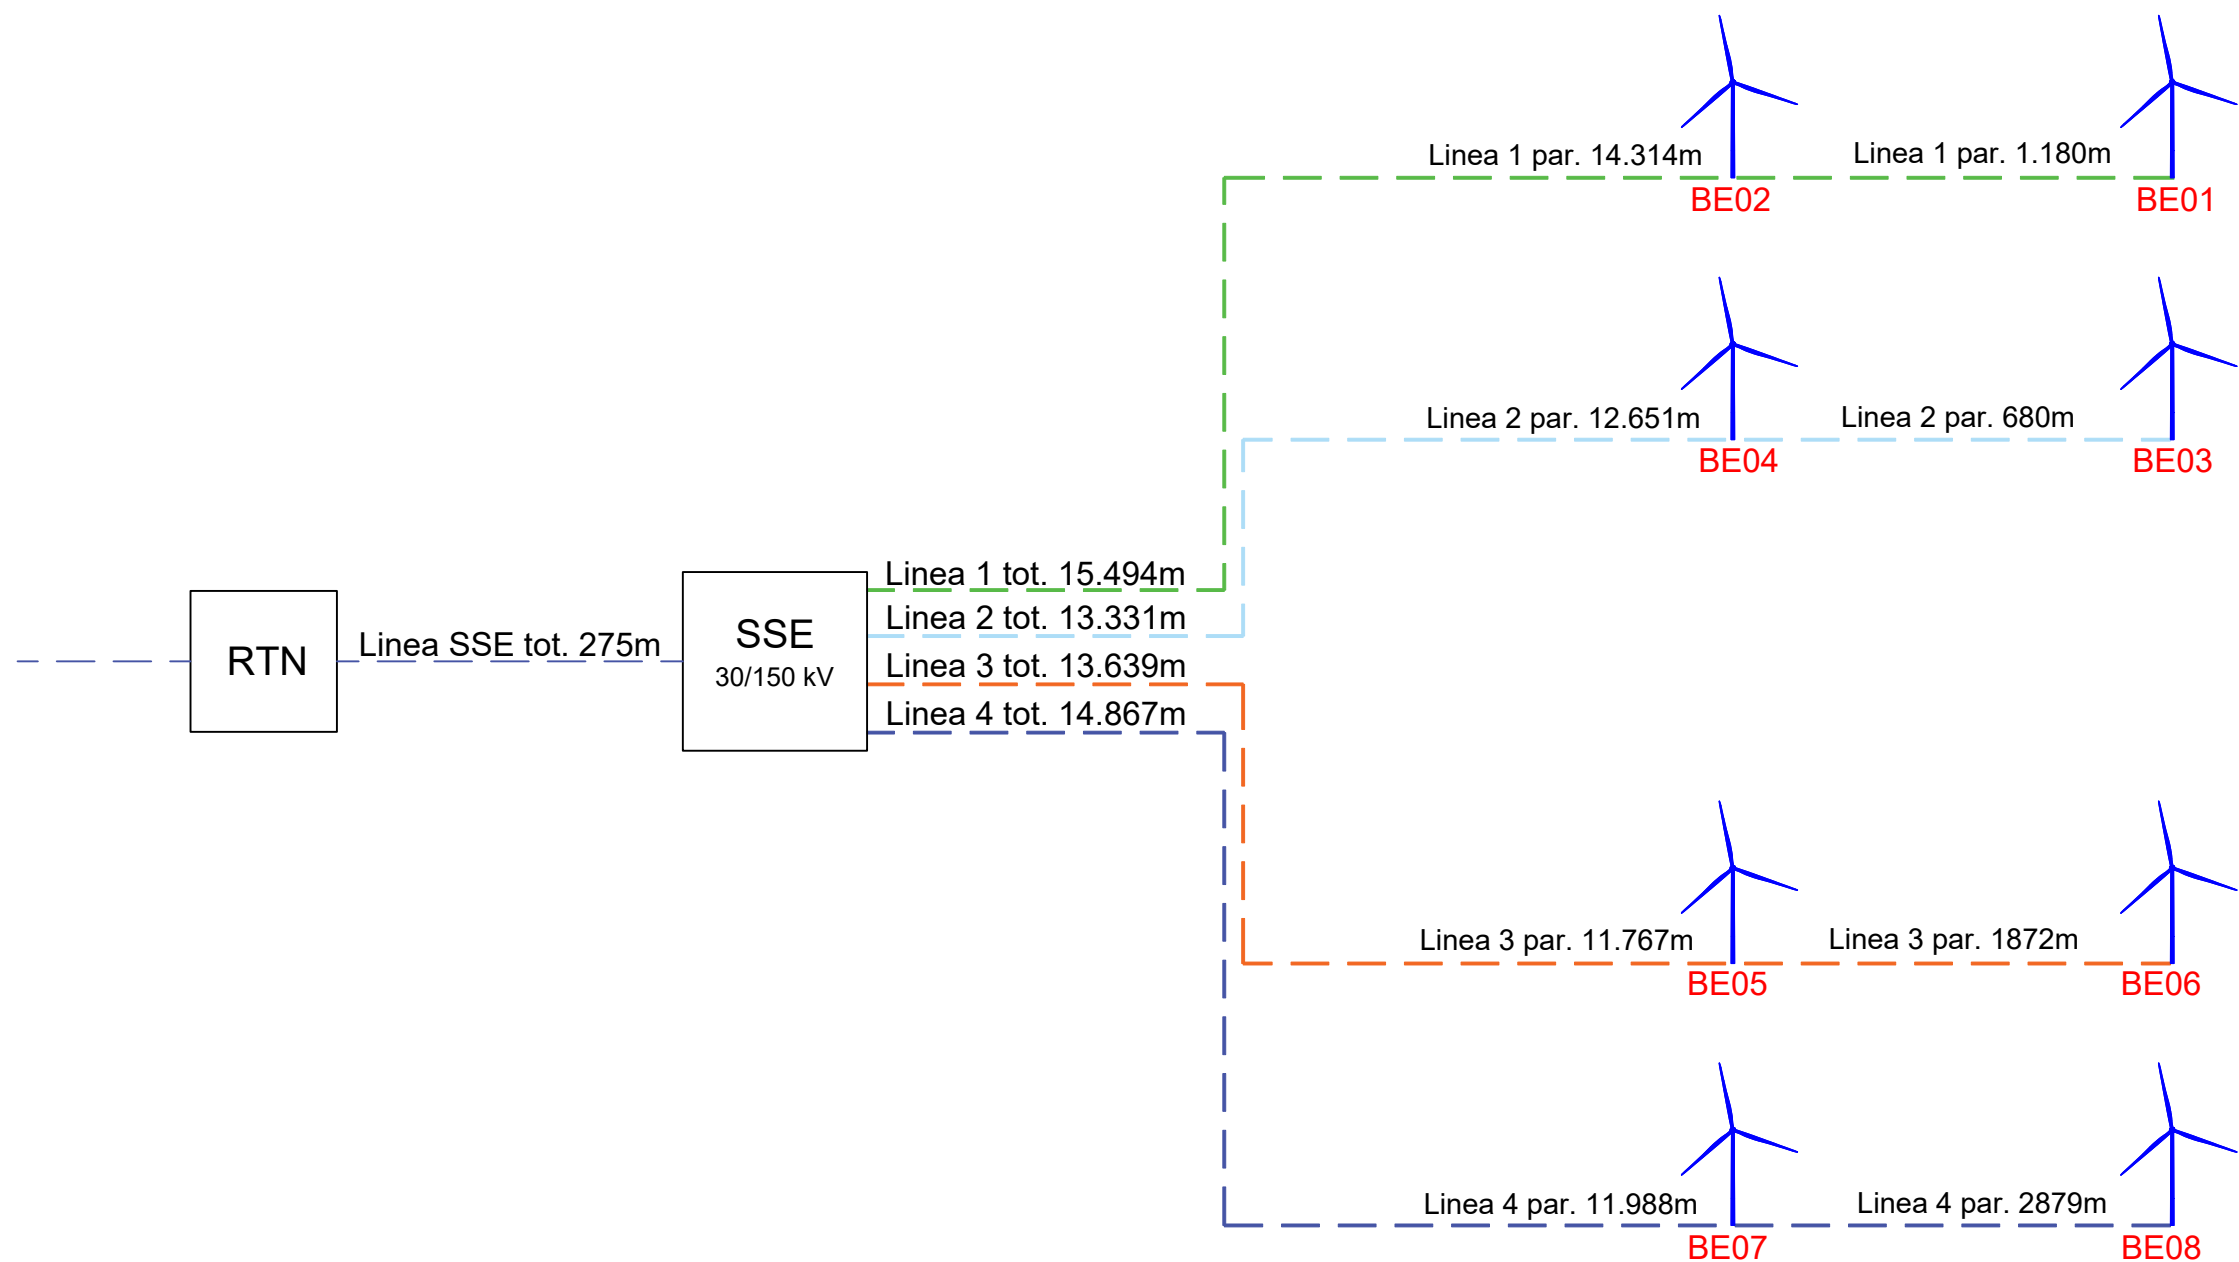 Linea 1 par. 14.314m
Linea 1 par. 1.180m
BE02
BE01
Linea 2 par. 12.651m
Linea 2 par. 680m
BE04
BE03
Linea 1 tot. 15.494m
Linea 2 tot. 13.331m
Linea 3 tot. 13.639m
Linea 4 tot. 14.867m
SSE
30/150 kV
Linea SSE tot. 275m
RTN
Linea 3 par. 11.767m
Linea 3 par. 1872m
BE05
BE06
Linea 4 par. 11.988m
Linea 4 par. 2879m
BE07
BE08